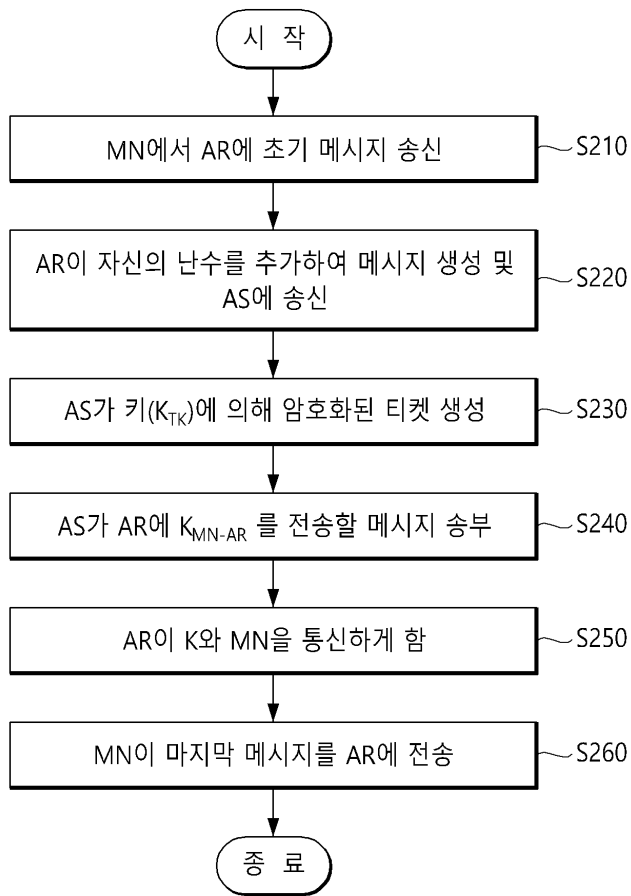 시 작
MN에서 AR에 초기 메시지 송신
S210
AR이 자신의 난수를 추가하여 메시지 생성 및
AS에 송신
S220
AS가 키(K_TK)에 의해 암호화된 티켓 생성
S230
AS가 AR에 K_MN-AR 를 전송할 메시지 송부
S240
AR이 K와 MN을 통신하게 함
S250
MN이 마지막 메시지를 AR에 전송
S260
종 료